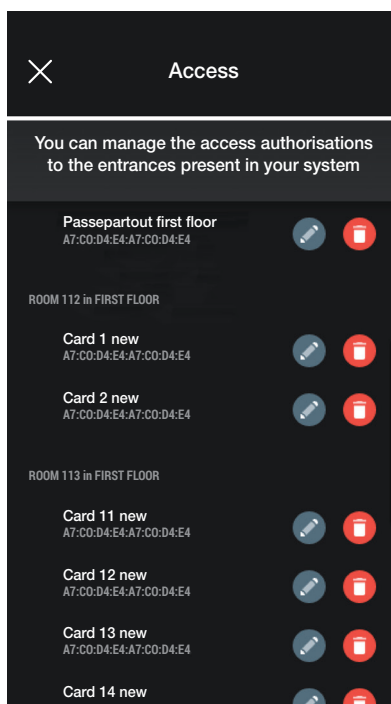 Access
You can manage the access authorisations
to the entrances present in your system
Passepartout first floor
A7:C0:D4:E4:A7:C0:D4:E4
ROOM 112 in FIRST FLOOR
Card 1 new
A7:C0:D4:E4:A7:C0:D4:E4
Card 2 new
A7:C0:D4:E4:A7:C0:D4:E4
ROOM 113 in FIRST FLOOR
Card 11 new
A7:C0:D4:E4:A7:C0:D4:E4
Card 12 new
A7:C0:D4:E4:A7:C0:D4:E4
Card 13 new
A7:C0:D4:E4:A7:C0:D4:E4
Card 14 new